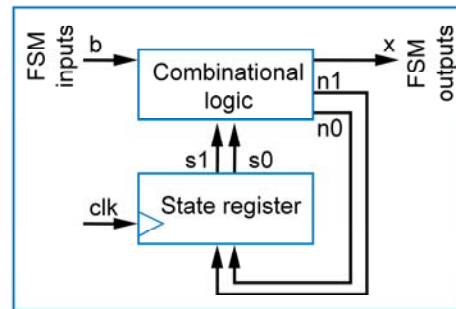 FSM inputs
b
Combinational
logic
x
FSM outputs
n1
n0
s1 s0
clk
State register